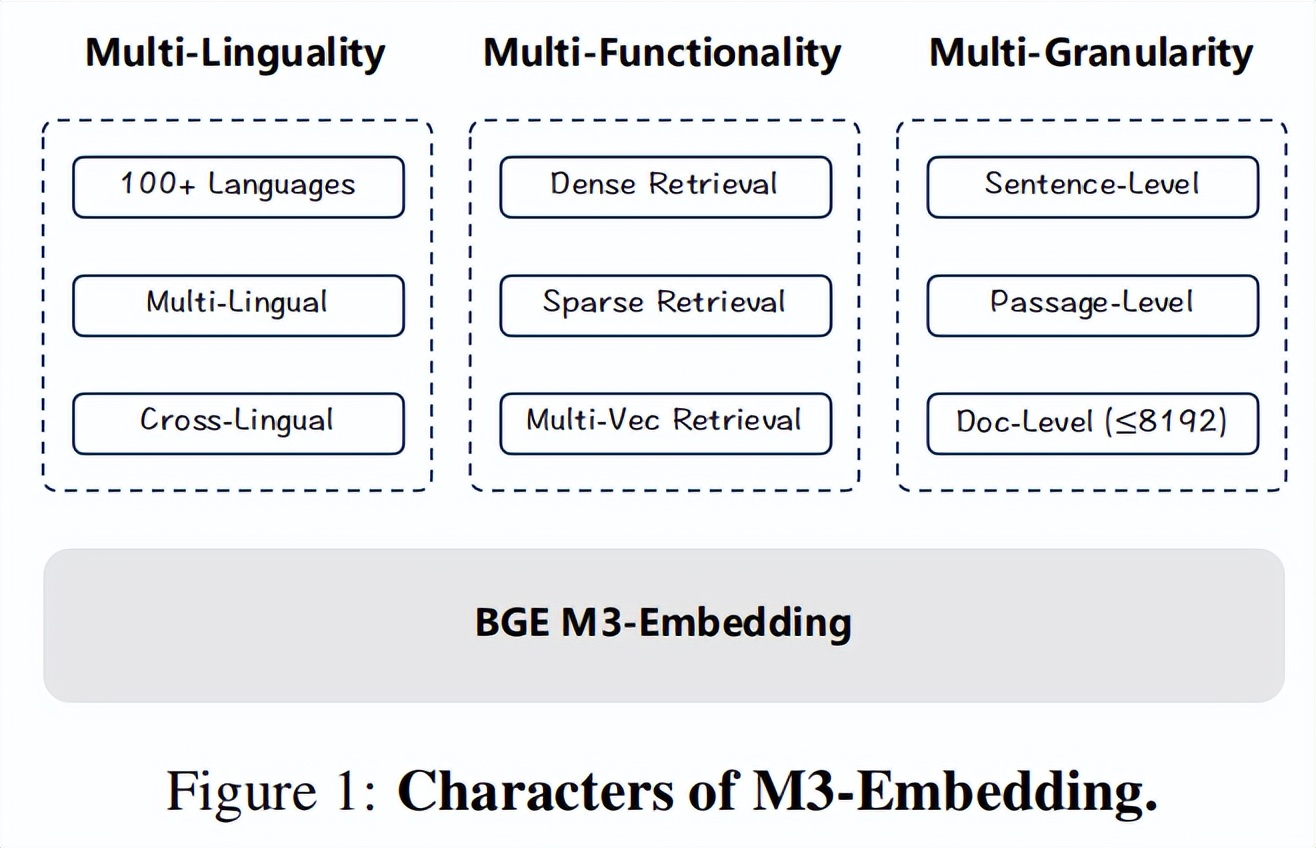 Multi-Linguality
100+ Languages
Multi-Lingual
Cross-Lingual
Multi-Functionality
Dense Retrieval
Sparse Retrieval
Multi-Vec Retrieval
Multi-Granularity
Sentence-Level
Passage-Level
Doc-Level (≤8192)
BGE M3-Embedding
Figure 1: Characters of M3-Embedding.